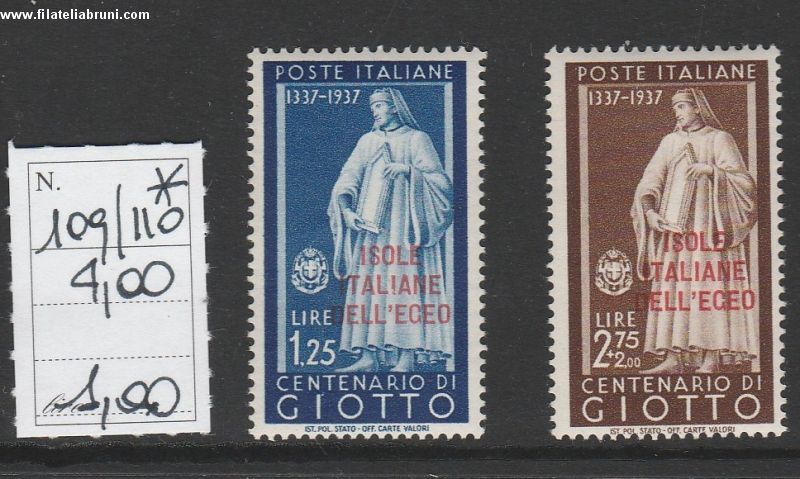 www.filateliabruni.com
N.
*
109/110
4,00
1,00
POSTE ITALIANE
1337-1937
ISOLE
ITALIANE
DELL'EGEO
LIRE
1,25
CENTENARIO DI
GIOTTO
IST. POL. STATO - OFF. CARTE VALORI
POSTE ITALIANE
1337-1937
ISOLE
ITALIANE
DELL'EGEO
LIRE
2,75
+2,00
CENTENARIO DI
GIOTTO
IST. POL. STATO - OFF. CARTE VALORI